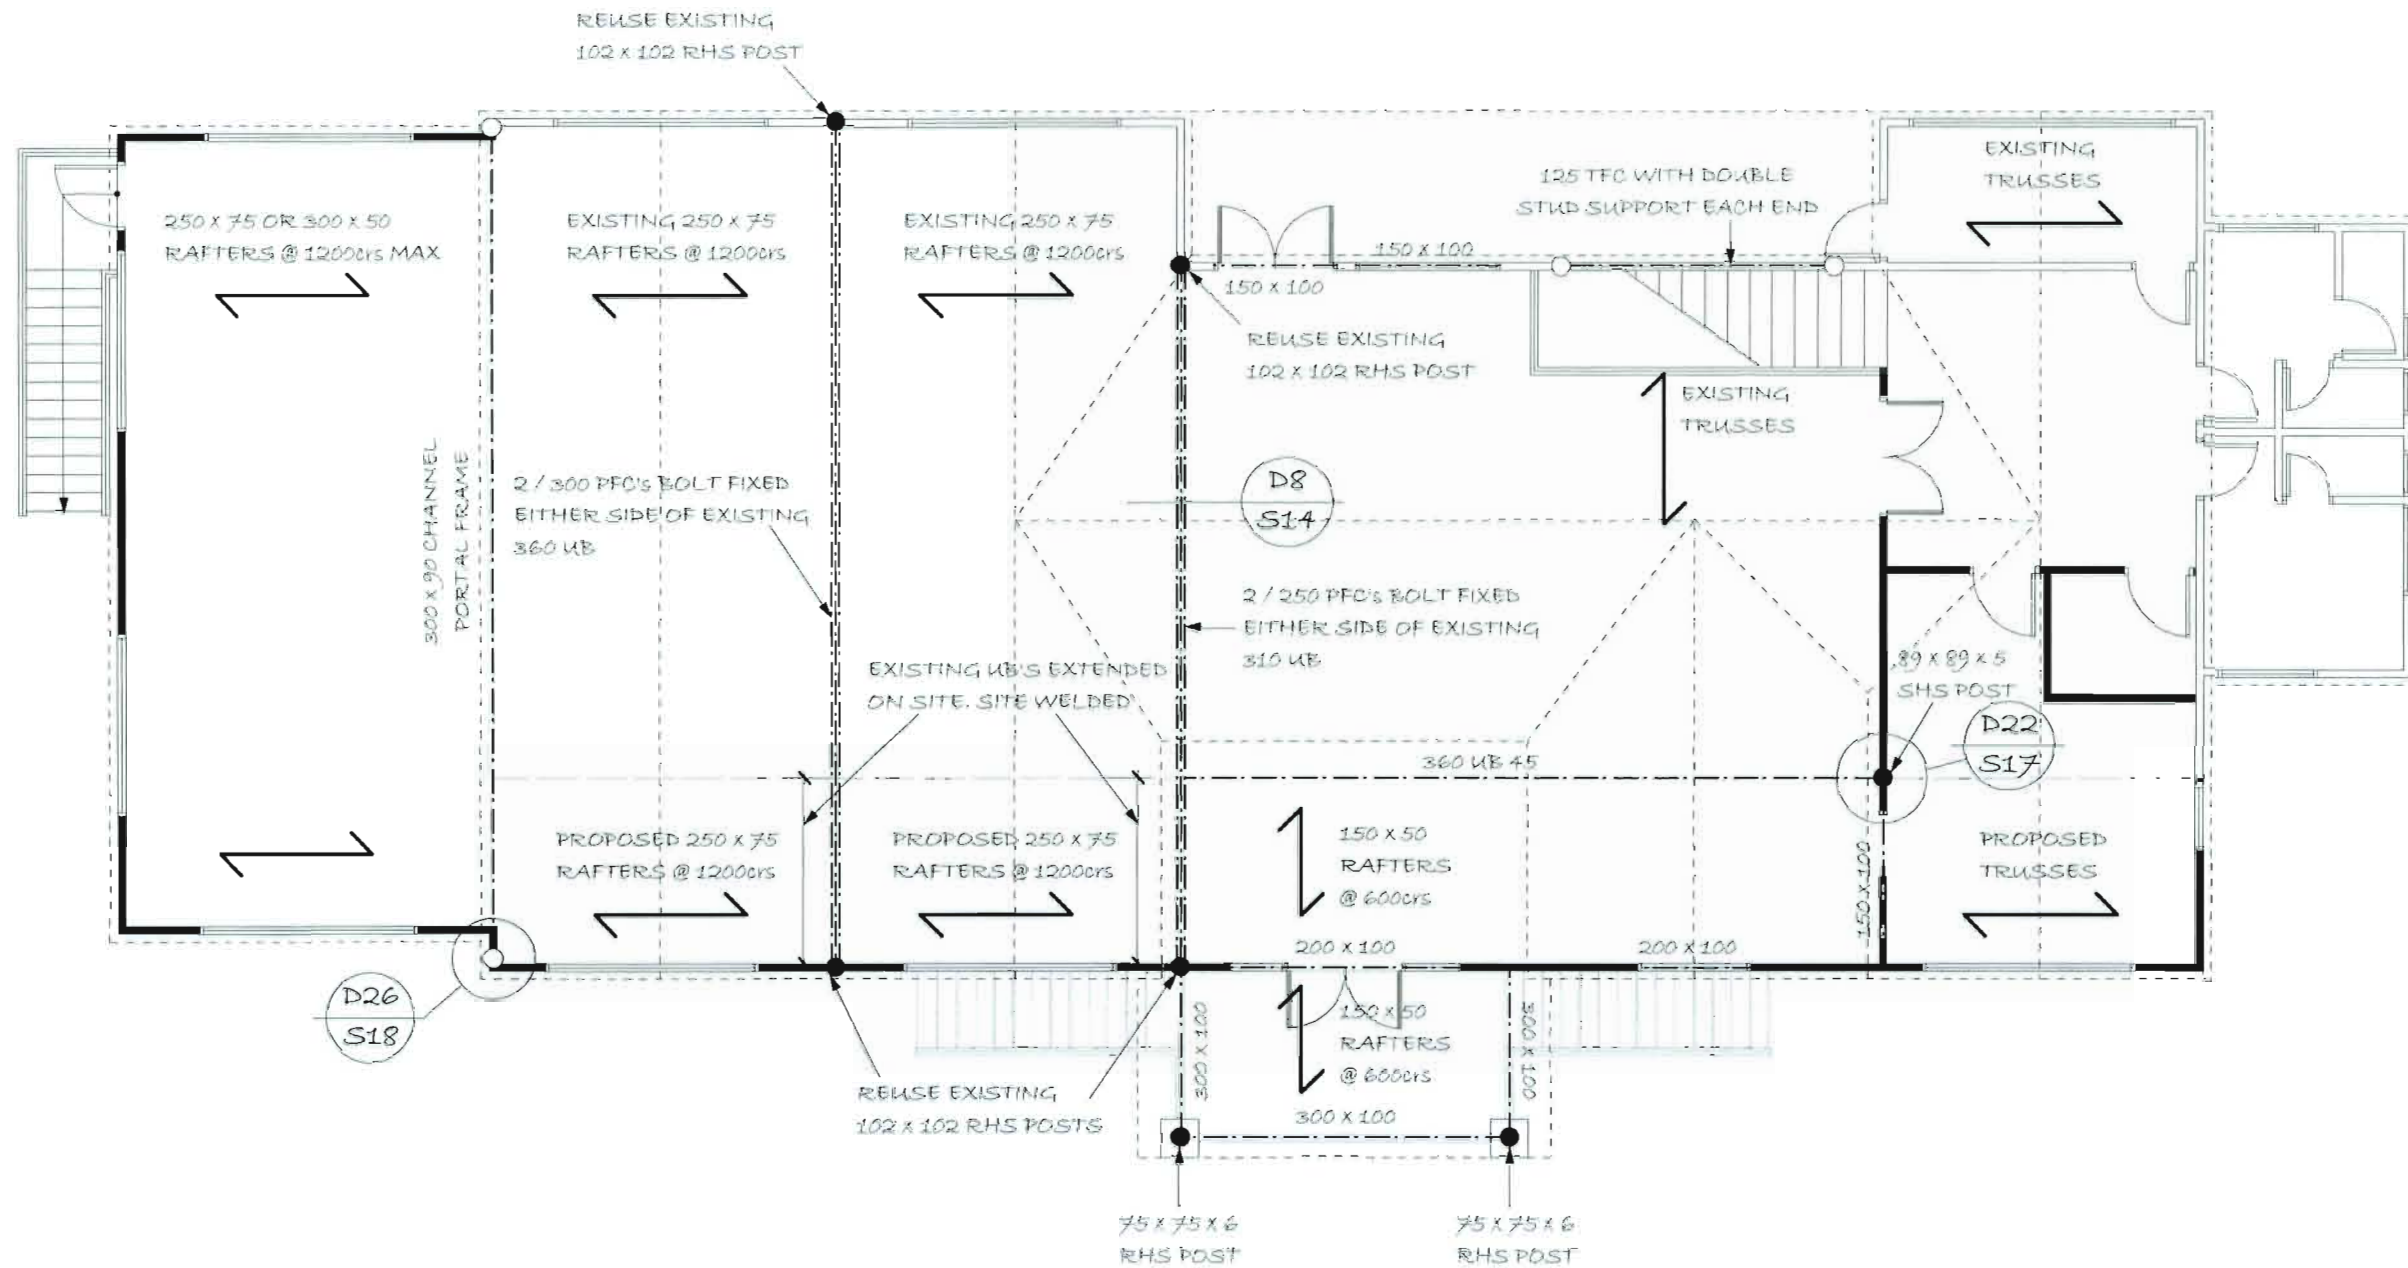 REUSE EXISTING
102 x 102 RHS POST
250 x 75 OR 300 x 50
RAFTERS @ 1200crs MAX
EXISTING 250 x 75
RAFTERS @ 1200crs
EXISTING 250 x 75
RAFTERS @ 1200crs
125 TFC WITH DOUBLE
STUD SUPPORT EACH END
EXISTING
TRUSSES
150 x 100
150 x 100
REUSE EXISTING
102 x 102 RHS POST
EXISTING
TRUSSES
300 x 90 CHANNEL
PORTAL FRAME
2 / 300 PFC's BOLT FIXED
EITHER SIDE OF EXISTING
360 UB
D8
S14
2 / 250 PFC's BOLT FIXED
EITHER SIDE OF EXISTING
310 UB
EXISTING UB'S EXTENDED
ON SITE. SITE WELDED
89 x 89 x 5
SHS POST
D22
S17
360 UB 45
PROPOSED 250 x 75
RAFTERS @ 1200crs
PROPOSED 250 x 75
RAFTERS @ 1200crs
150 x 50
RAFTERS
@ 600crs
150 x 100
PROPOSED
TRUSSES
200 x 100
200 x 100
D26
S18
300 x 100
150 x 50
RAFTERS
@ 600crs
300 x 100
300 x 100
REUSE EXISTING
102 x 102 RHS POSTS
75 x 75 x 6
RHS POST
75 x 75 x 6
RHS POST